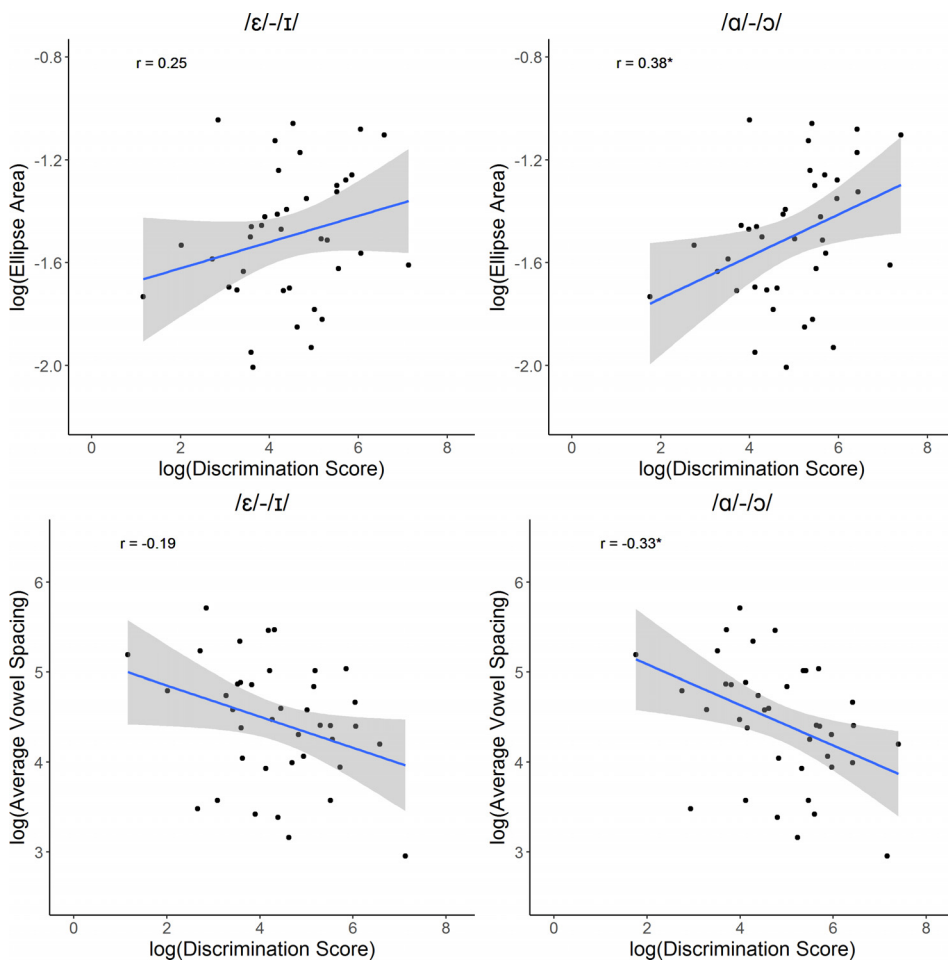 /ɛ/-/ɪ/
/ɑ/-/ɔ/
r = 0.25
r = 0.38*
-0.8
-1.2
-1.6
-2.0
log(Ellipse Area)
0 2 4 6 8
log(Discrimination Score)
-0.8
-1.2
-1.6
-2.0
log(Ellipse Area)
0 2 4 6 8
log(Discrimination Score)
/ɛ/-/ɪ/
/ɑ/-/ɔ/
r = -0.19
r = -0.33*
6
5
4
3
log(Average Vowel Spacing)
0 2 4 6 8
log(Discrimination Score)
6
5
4
3
log(Average Vowel Spacing)
0 2 4 6 8
log(Discrimination Score)